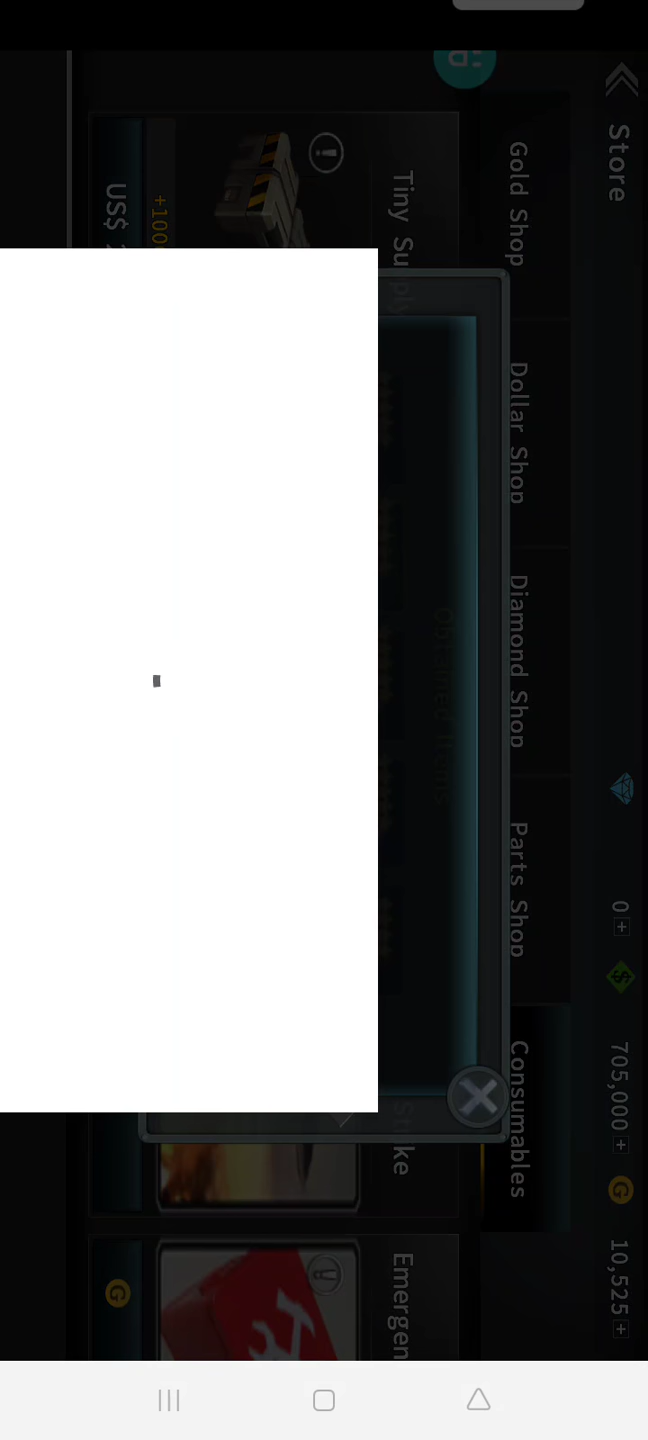 Store
0
705,000
10,525
Gold Shop
Dollar Shop
Diamond Shop
Parts Shop
Consumables
Tiny Supply
Emergen
Obtained Items
+100
US$
ke